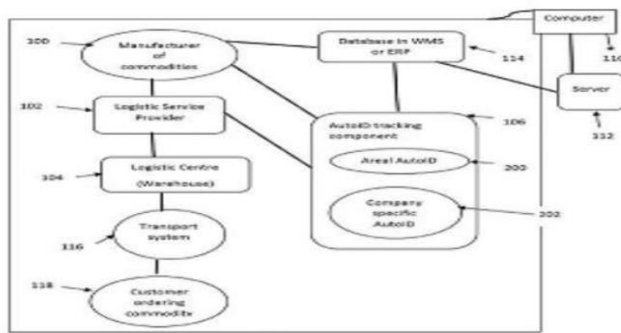 100
Manufacturer
of
commodities
Database in WMS
or ERP
114
Computer
110
Server
112
102
Logistic Service
Provider
106
AutoID-tracking
component
Areal AutoID
200
Company
specific
AutoID
202
104
Logistic Centre
(Warehouse)
Transport
system
116
118
Customer
ordering
commodity